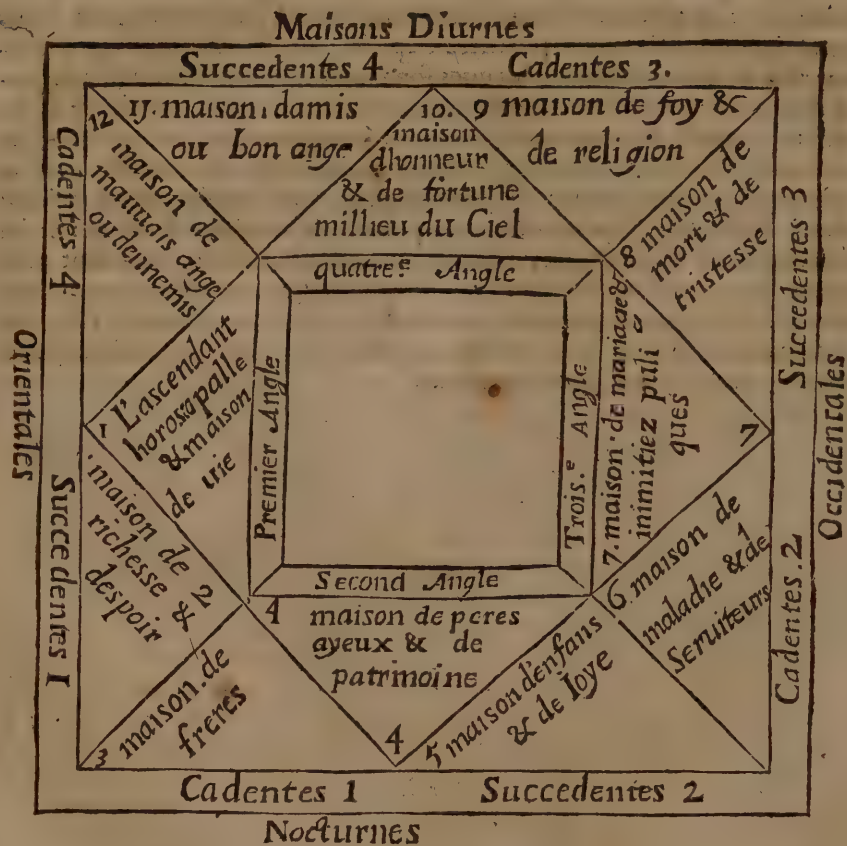 Maisons Diurnes
Succedentes 4
Cadentes 3.
11. maison. damis
ou bon ange
10.
maison
dhonneur
& de fortune
millieu du Ciel
9 maison de foy &
de religion
Cadentes 4
12
maison de
mauuais ange
ou dennemis
8 maison de
mort & de
tristesse
Succedentes 3
quatre.e Angle
Orientales
1
L'ascendant
& maison
de uie
Premier Angle
Trois.e Angle
7. maison de mariage &
inimitiez puli
ques
7
Occidentales
Succedentes 1
maison de 2
richesse &
despoir
Second Angle
6. maison de
maladie & de
Seruiteurs
Cadentes. 2
3
maison. de
freres
4
maison de peres
ayeux & de
patrimoine
4
5 maison d'enfans
& de Ioye
Cadentes 1
Succedentes 2
Nocturnes